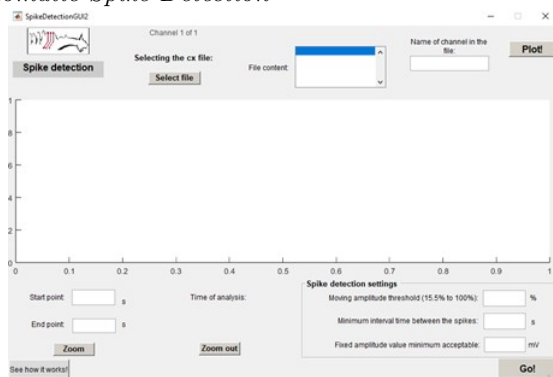 SpikeDetectionGUI2
Channel 1 of 1
Spike detection
Selecting the cx file:
Select file
File content:
Name of channel in the
file:
Plot!
1
8
6
4
2
0
0 0.1 0.2 0.3 0.4 0.5 0.6 0.7 0.8 0.9 1
Start point: s
End point: s
Zoom
Time of analysis:
Zoom out
Spike detection settings
Moving amplitude threshold (15.5% to 100%): %
Minimum interval time between the spikes: s
Fixed amplitude value minimum acceptable: mV
See how it works!
Go!